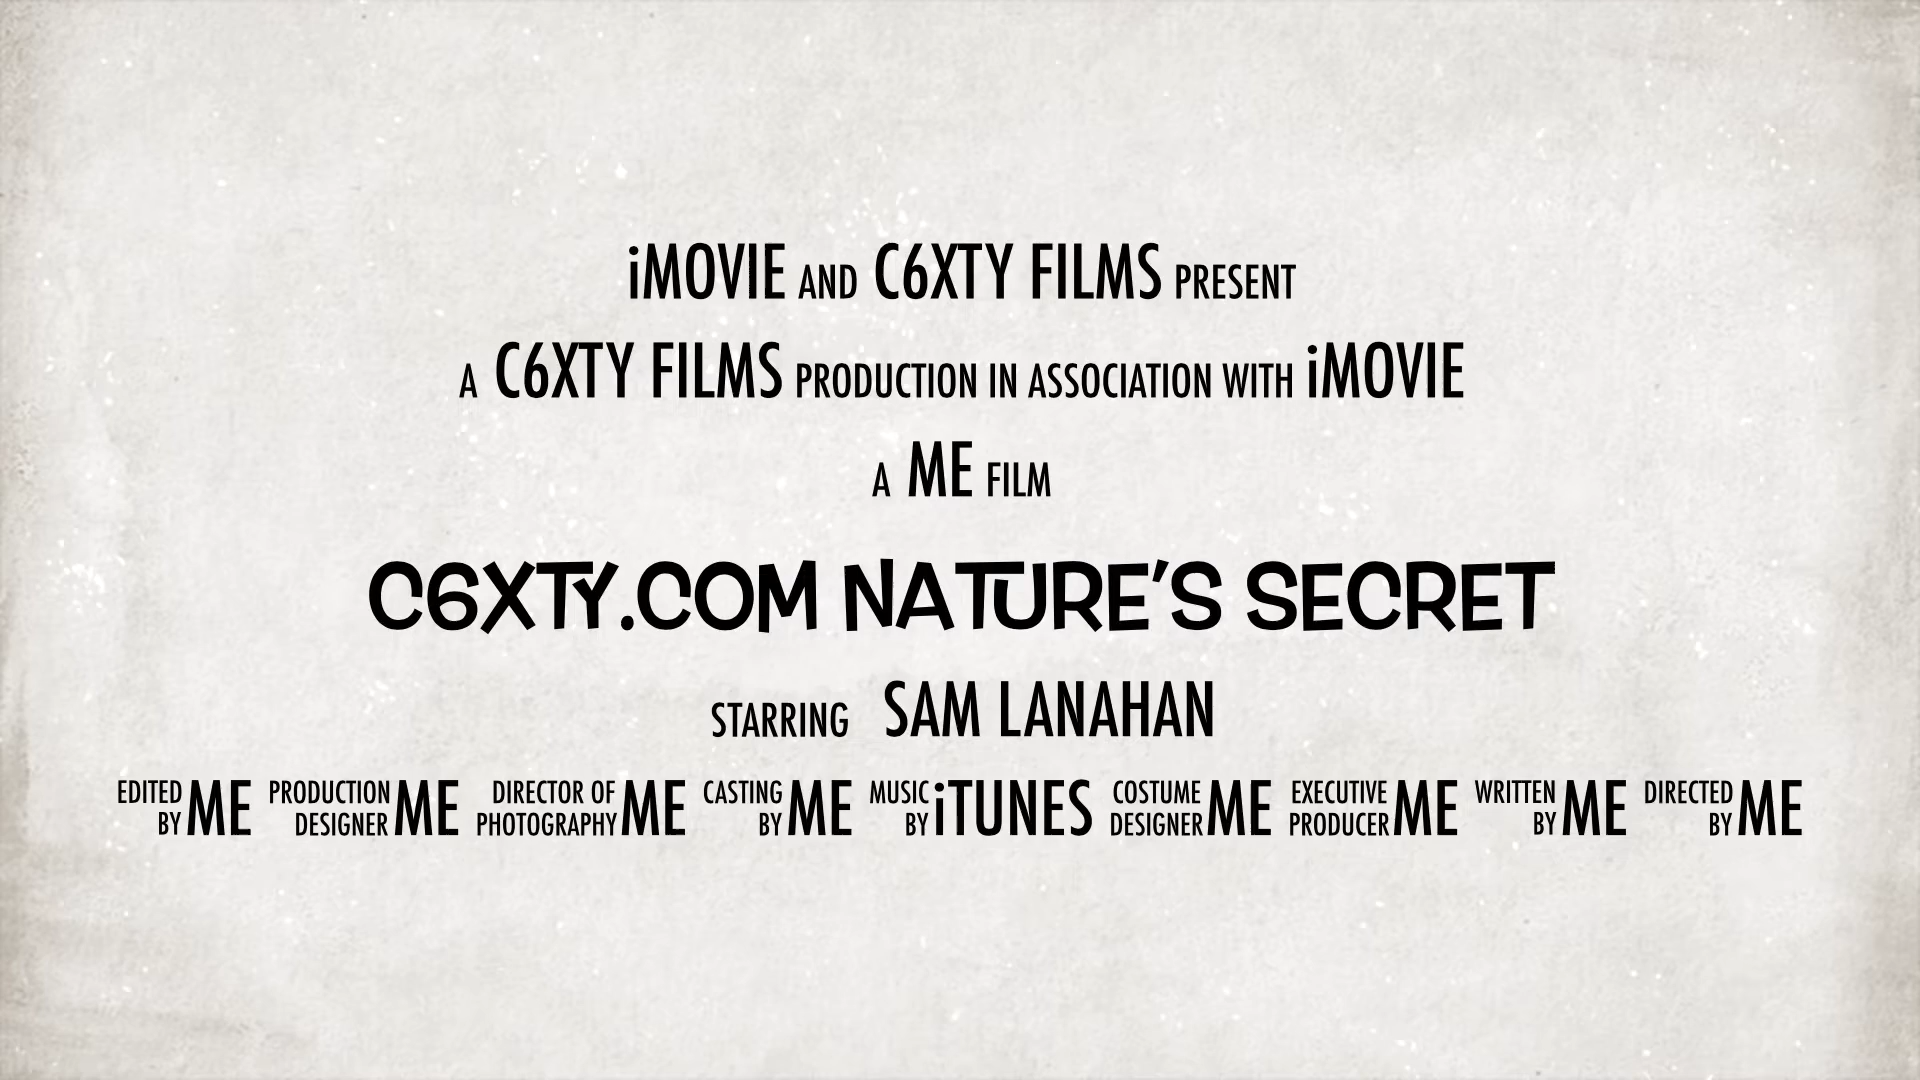 iMOVIE AND C6XTY FILMS PRESENT
A C6XTY FILMS PRODUCTION IN ASSOCIATION WITH iMOVIE
A ME FILM
C6XTY.COM NATURE'S SECRET
STARRING SAM LANAHAN
EDITED BY ME PRODUCTION DESIGNER ME DIRECTOR OF PHOTOGRAPHY ME CASTING BY ME MUSIC BY iTUNES COSTUME DESIGNER ME EXECUTIVE PRODUCER ME WRITTEN BY ME DIRECTED BY ME